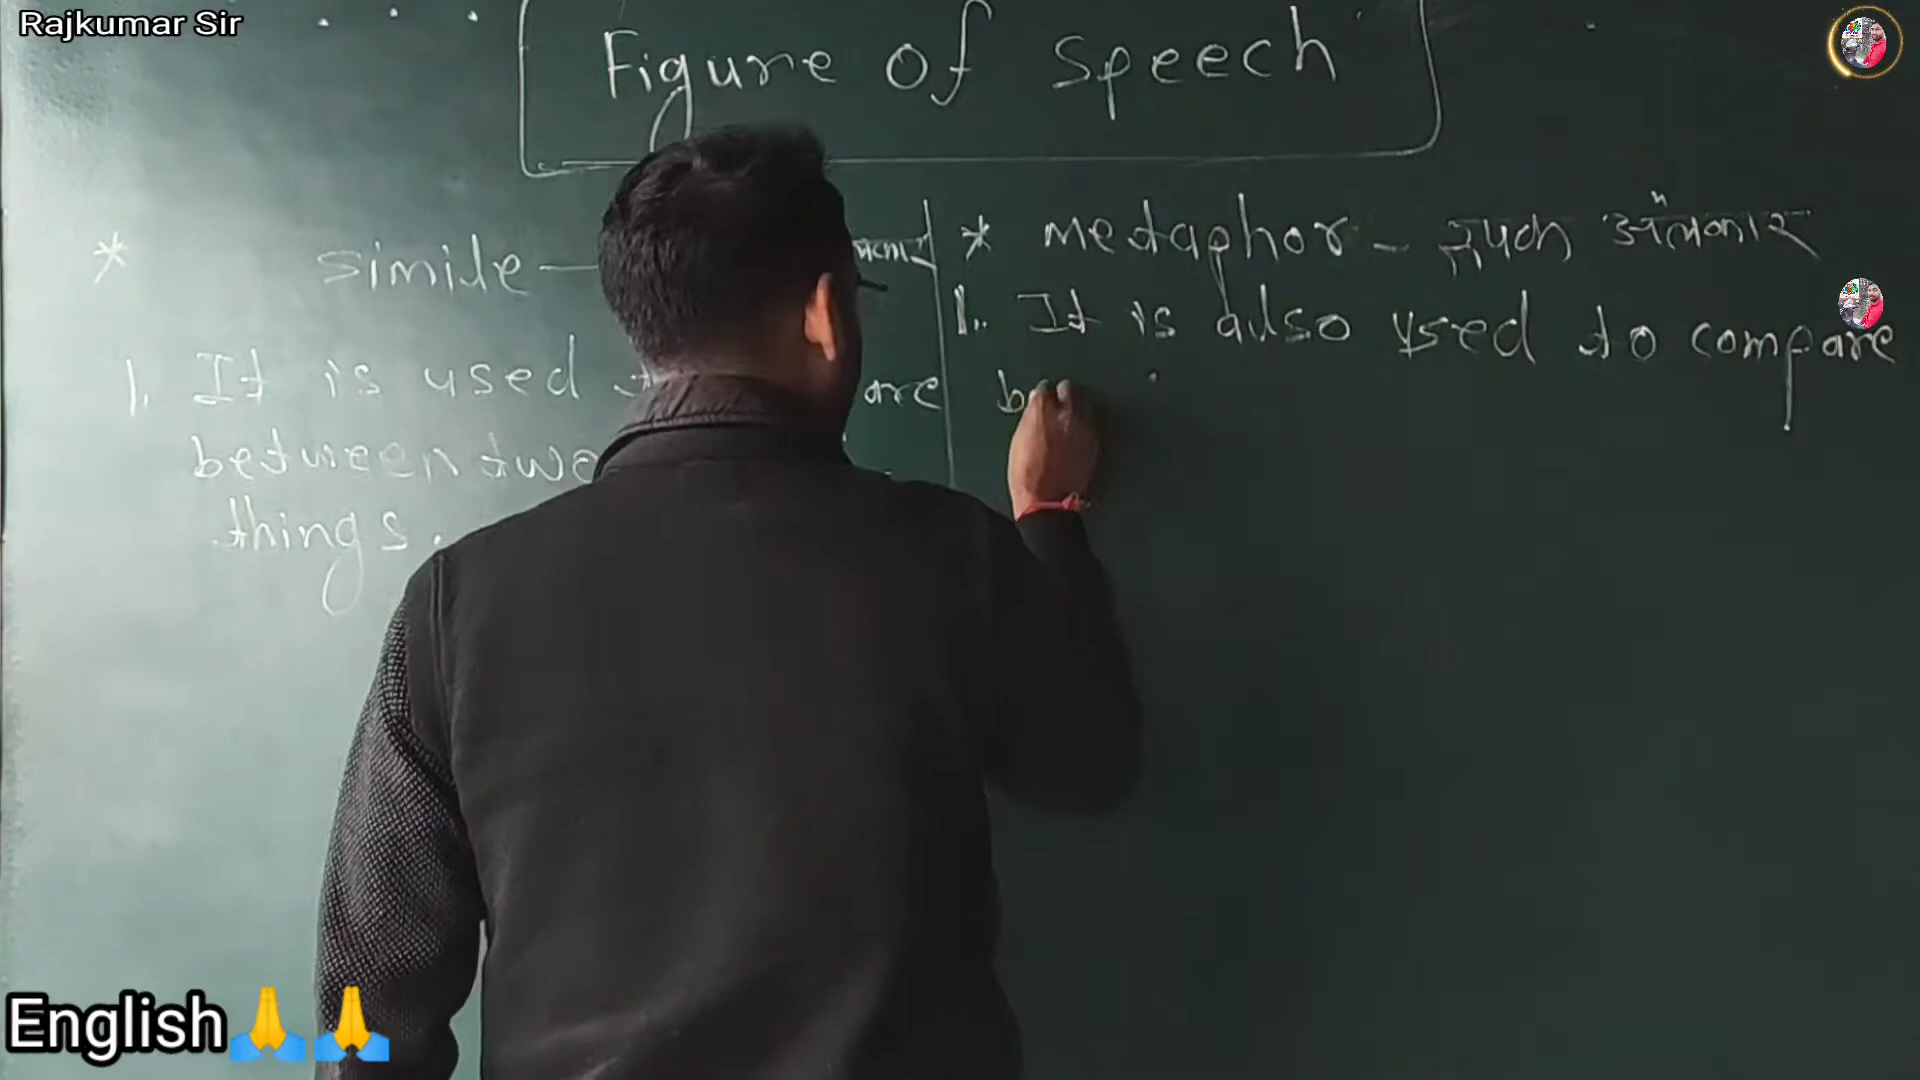 Rajkumar Sir
Figure of Speech
* simile —
1. It is used are
between two
things.
* metaphor - रूपक अंलकार
1. It is also used to compare
English🙏🙏